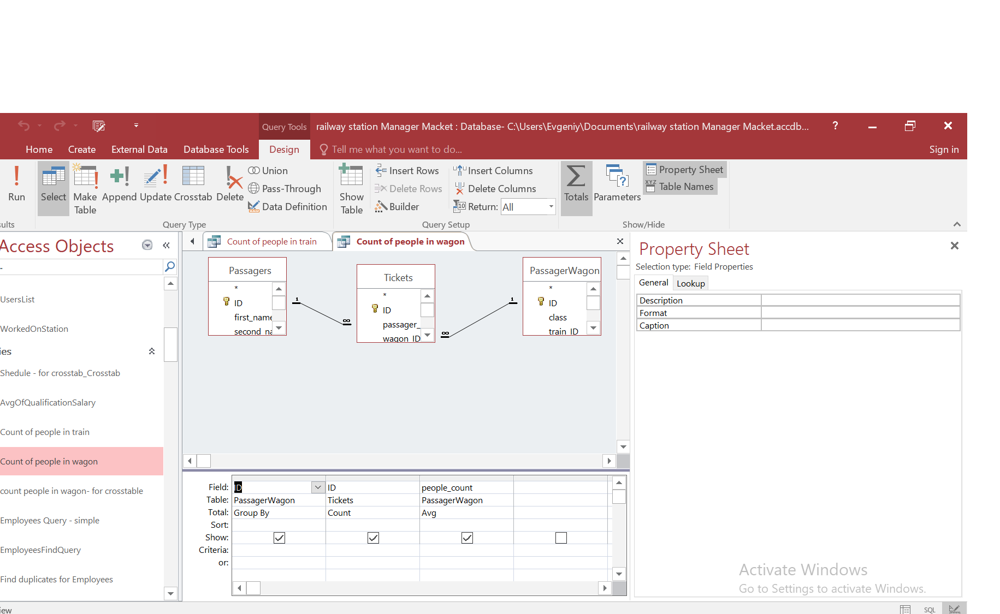 Query Tools
railway station Manager Macket : Database- C:\Users\Evgeniy\Documents\railway station Manager Macket.accdb...
?
Home Create External Data Database Tools Design Tell me what you want to do... Sign in
Run
Select
Make Table
Append
Update
Crosstab
Delete
Union
Pass-Through
Data Definition
Show Table
Insert Rows
Delete Rows
Builder
Insert Columns
Delete Columns
Return: All
Totals
Parameters
Property Sheet
Table Names
sults
Query Type
Query Setup
Show/Hide
Access Objects
..
UsersList
WorkedOnStation
ies
Shedule - for crosstab_Crosstab
AvgOfQualificationSalary
Count of people in train
Count of people in wagon
count people in wagon- for crosstable
Employees Query - simple
EmployeesFindQuery
Find duplicates for Employees
Count of people in train
Count of people in wagon
Passagers
*
ID
first_name
second_na
1
∞
Tickets
*
ID
passager_
wagon_ID
∞
1
PassagerWagon
*
ID
class
train_ID
Field: ID ID people_count
Table: PassagerWagon Tickets PassagerWagon
Total: Group By Count Avg
Sort:
Show:
Criteria:
or:
Property Sheet
Selection type: Field Properties
General Lookup
Description
Format
Caption
Activate Windows
Go to Settings to activate Windows.
iew
SQL